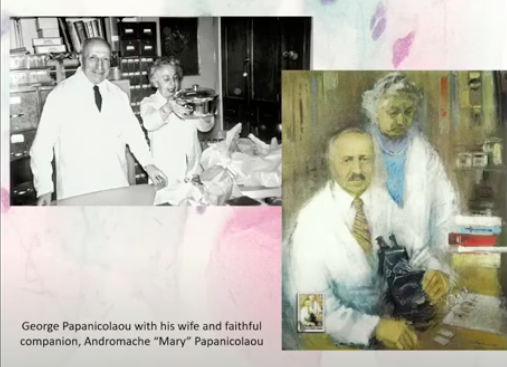 George Papanicolaou with his wife and faithful
companion, Andromache “Mary” Papanicolaou